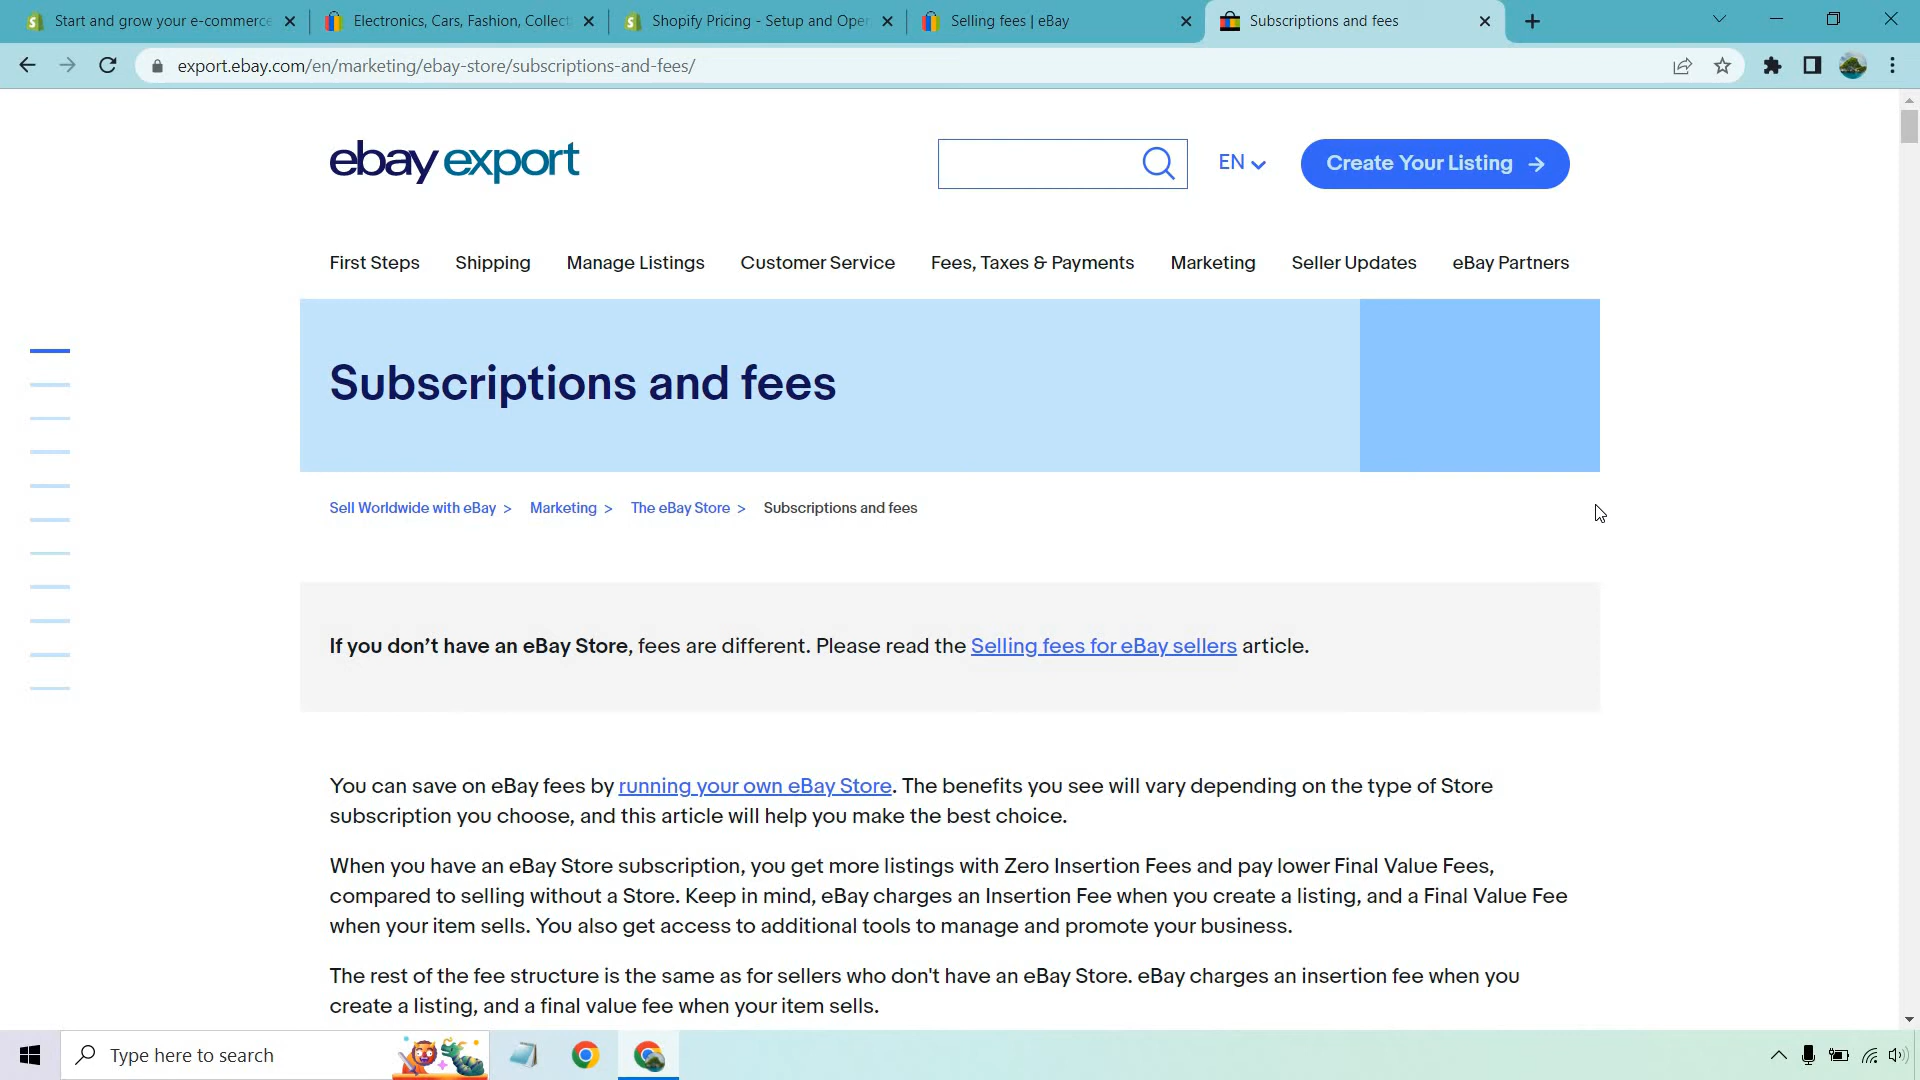 Start and grow your e-commerce
Electronics, Cars, Fashion, Collect
Shopify Pricing - Setup and Oper
Selling fees | eBay
Subscriptions and fees
export.ebay.com/en/marketing/ebay-store/subscriptions-and-fees/
ebay export
EN
Create Your Listing
First Steps
Shipping
Manage Listings
Customer Service
Fees, Taxes & Payments
Marketing
Seller Updates
eBay Partners
Subscriptions and fees
Sell Worldwide with eBay > Marketing > The eBay Store > Subscriptions and fees
If you don’t have an eBay Store, fees are different. Please read the Selling fees for eBay sellers article.
You can save on eBay fees by running your own eBay Store. The benefits you see will vary depending on the type of Store
subscription you choose, and this article will help you make the best choice.
When you have an eBay Store subscription, you get more listings with Zero Insertion Fees and pay lower Final Value Fees,
compared to selling without a Store. Keep in mind, eBay charges an Insertion Fee when you create a listing, and a Final Value Fee
when your item sells. You also get access to additional tools to manage and promote your business.
The rest of the fee structure is the same as for sellers who don't have an eBay Store. eBay charges an insertion fee when you
create a listing, and a final value fee when your item sells.
Type here to search